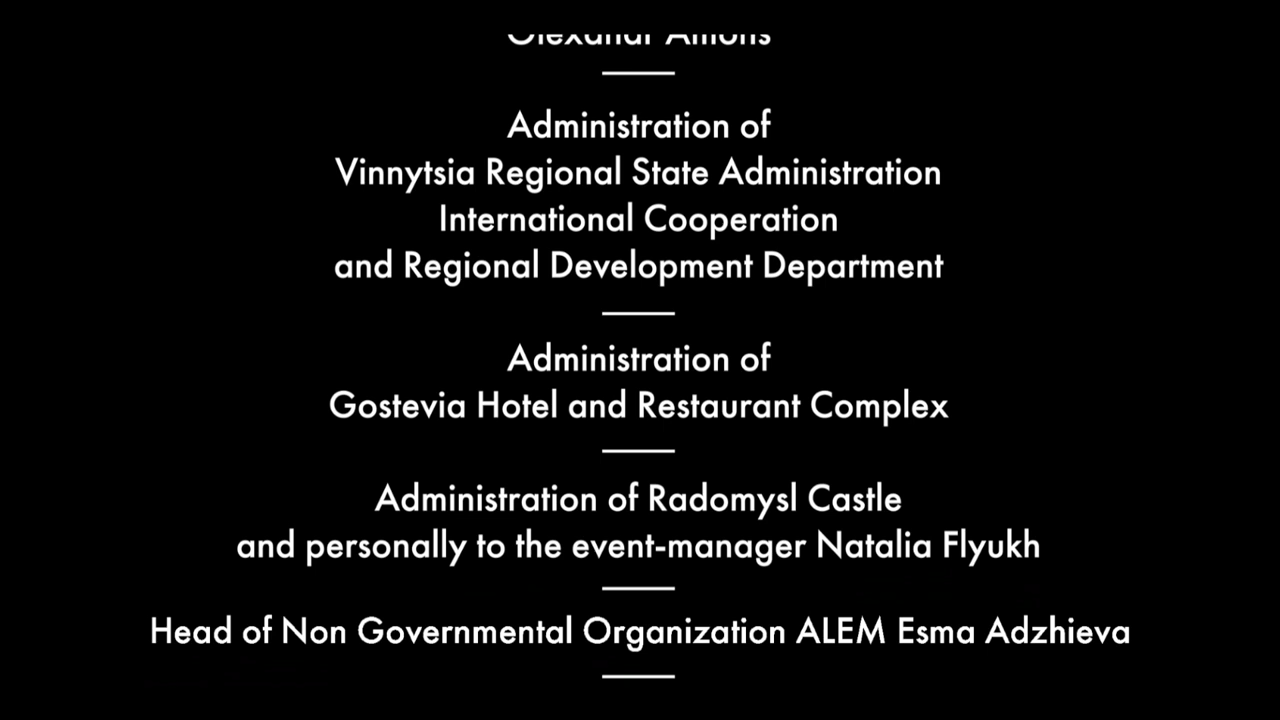 Administration of
Vinnytsia Regional State Administration
International Cooperation
and Regional Development Department
Administration of
Gostevia Hotel and Restaurant Complex
Administration of Radomysl Castle
and personally to the event-manager Natalia Flyukh
Head of Non Governmental Organization ALEM Esma Adzhieva